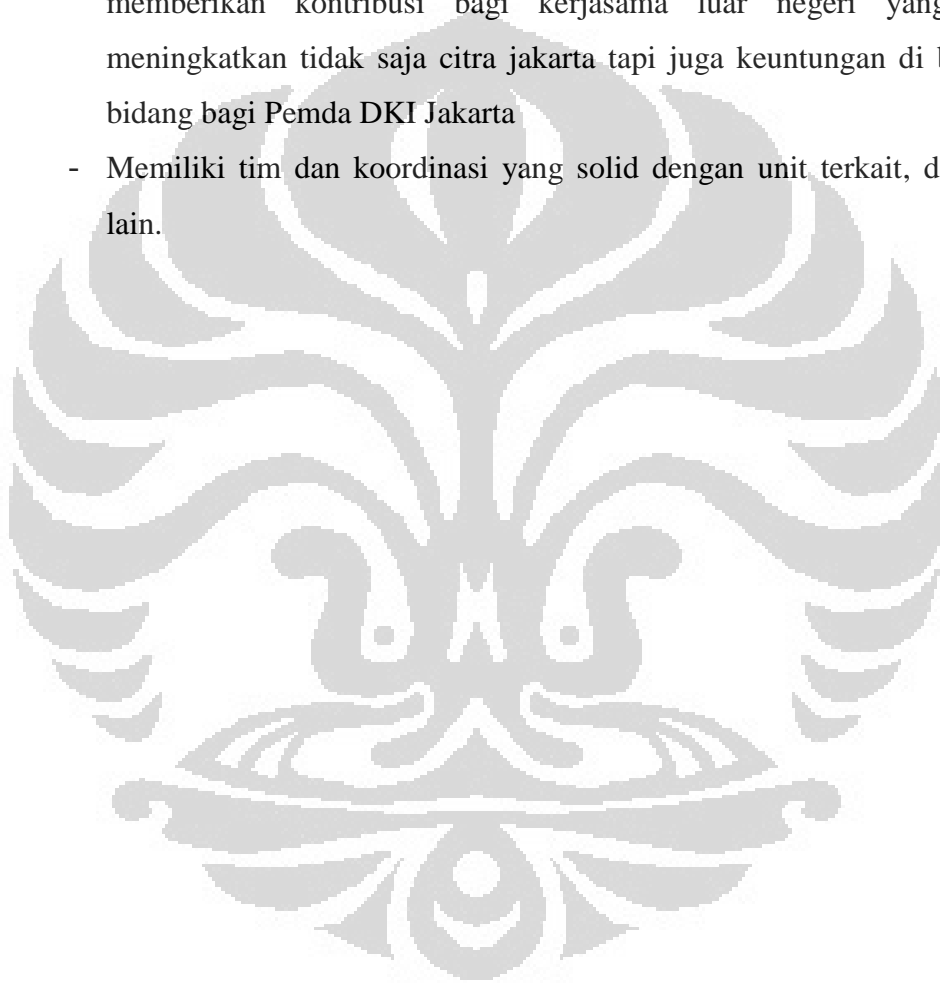 memberikan kontribusi bagi kerjasama luar negeri yang
meningkatkan tidak saja citra jakarta tapi juga keuntungan di
bidang bagi Pemda DKI Jakarta
- Memiliki tim dan koordinasi yang solid dengan unit terkait,
lain.